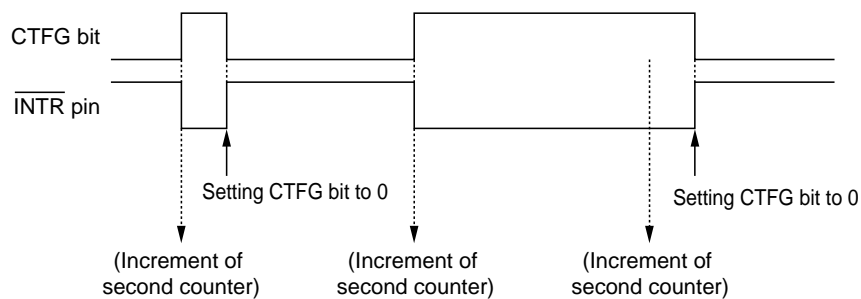 CTFG bit
INTR pin
Setting CTFG bit to 0
Setting CTFG bit to 0
(Increment of
second counter)
(Increment of
second counter)
(Increment of
second counter)